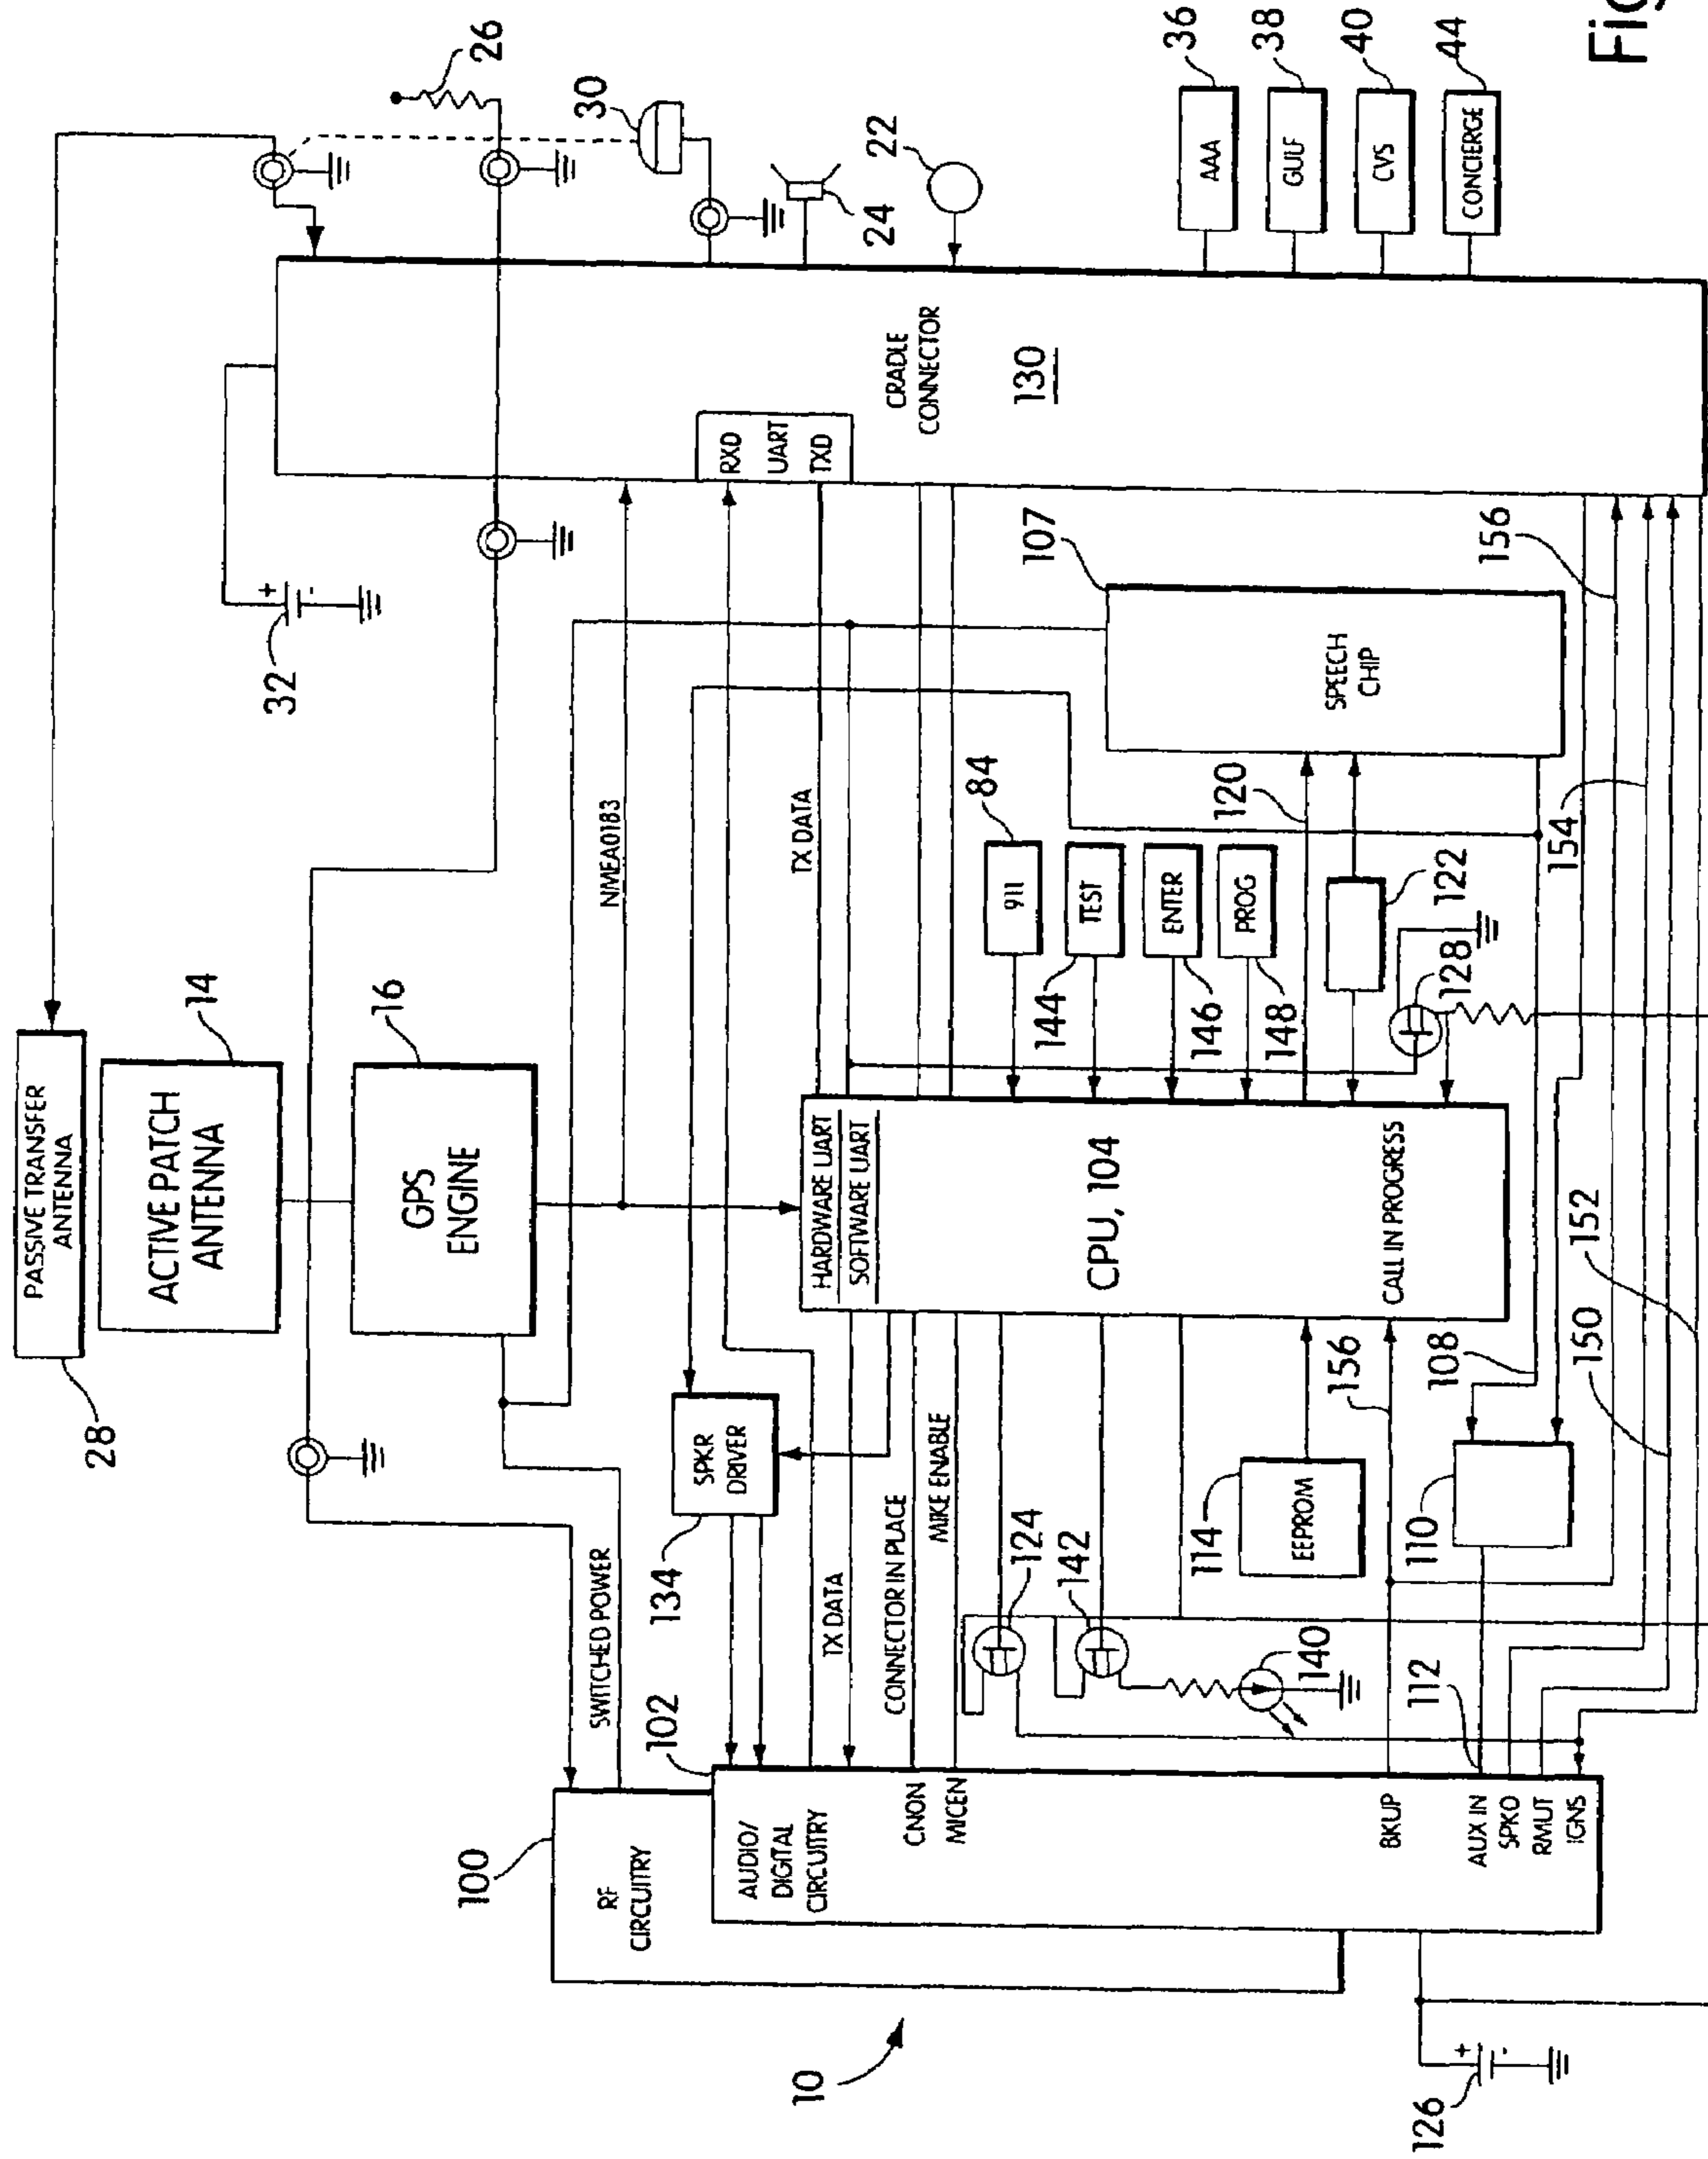 PASSIVE TRANSFER
ANTENNA
28
ACTIVE PATCH
ANTENNA
14
GPS
ENGINE
16
26
30
24
22
36
AAA
38
GULF
40
CVS
44
CONCIERGE
Fig
+
-
32
CRADLE
CONNECTOR
130
RXD
UART
TXD
NMEA0183
TX DATA
107
SPEECH
CHIP
156
154
120
122
128
84
911
144
TEST
146
ENTER
148
PROG
HARDWARE UART
SOFTWARE UART
CPU, 104
CALL IN PROGRESS
SPKR
DRIVER
134
SWITCHED POWER
TX DATA
CONNECTOR IN PLACE
MIKE ENABLE
124
142
140
114
EEPROM
156
108
110
112
150
152
100
RF
CIRCUITRY
102
AUDIO/
DIGITAL
CIRCUITRY
CNON
MICEN
BKUP
AUX IN
SPKO
RMUT
IGNS
10
126
+
-